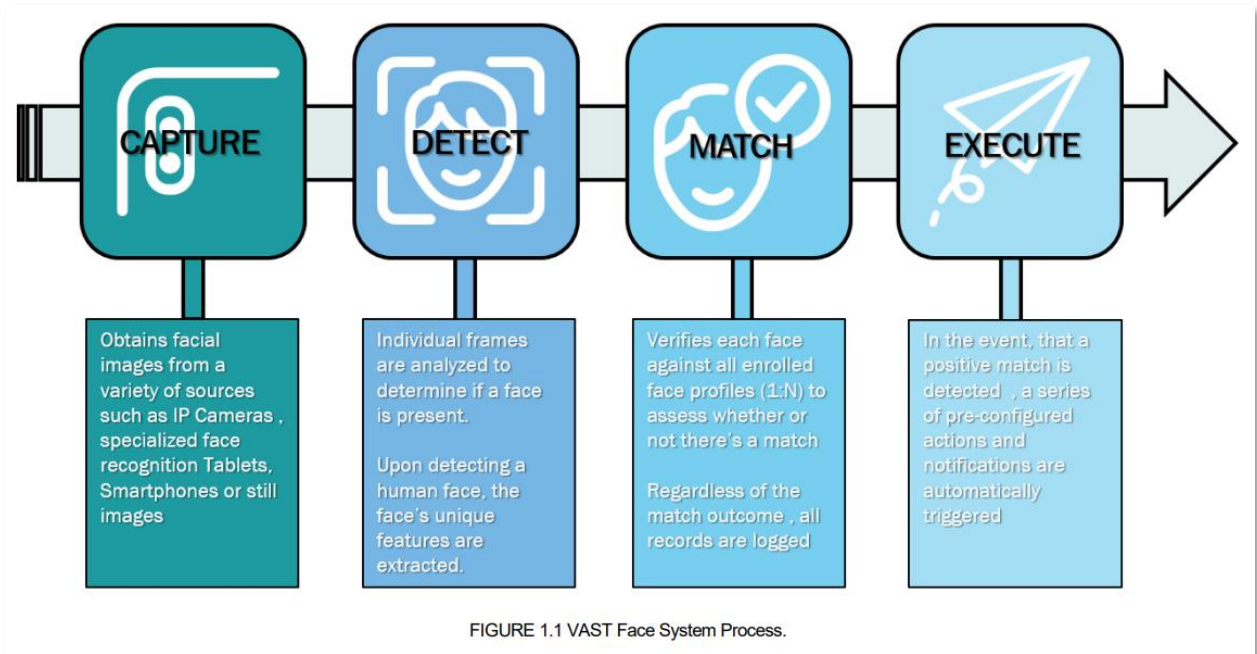 CAPTURE
DETECT
MATCH
EXECUTE
Obtains facial
images from a
variety of sources
such as IP Cameras ,
specialized face
recognition Tablets,
Smartphones or still
images
Individual frames
are analyzed to
determine if a face
is present.
Upon detecting a
human face, the
face's unique
features are
extracted.
Verifies each face
against all enrolled
face profiles (1:N) to
assess whether or
not there's a match
Regardless of the
match outcome , all
records are logged
In the event, that a
positive match is
detected , a series
of pre-configured
actions and
notifications are
automatically
triggered
FIGURE 1.1 VAST Face System Process.